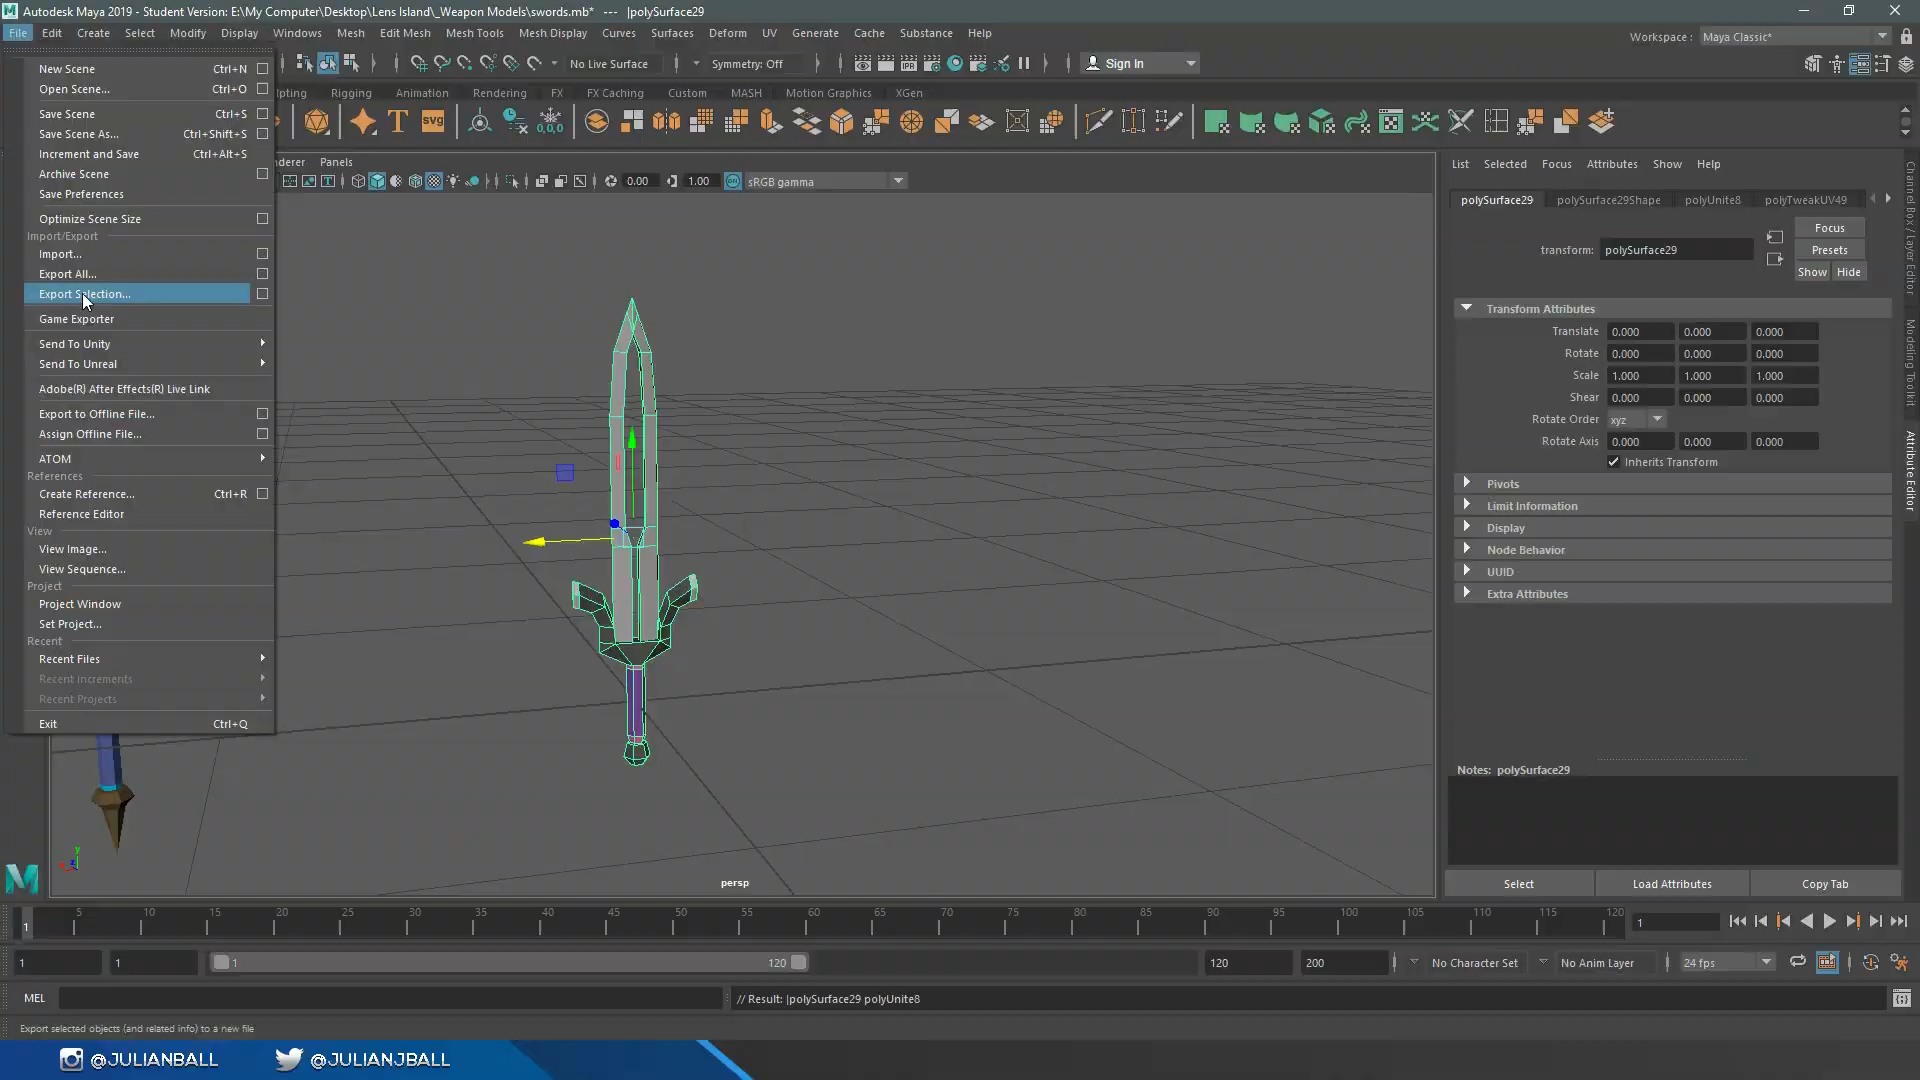 Autodesk Maya 2019 - Student Version: E:\My Computer\Desktop\Lens Island\_Weapon Models\swords.mb* --- |polySurface29
File Edit Create Select Modify Display Windows Mesh Edit Mesh Mesh Tools Mesh Display Curves Surfaces Deform UV Generate Cache Substance Help
Workspace : Maya Classic*
No Live Surface Symmetry: Off Sign In
Rigging Animation Rendering FX FX Caching Custom MASH Motion Graphics XGen
Panels
0.00 1.00 sRGB gamma
New Scene Ctrl+N
Open Scene... Ctrl+O
Save Scene Ctrl+S
Save Scene As... Ctrl+Shift+S
Increment and Save Ctrl+Alt+S
Archive Scene
Save Preferences
Optimize Scene Size
Import/Export
Import...
Export All...
Export Selection...
Game Exporter
Send To Unity
Send To Unreal
Adobe(R) After Effects(R) Live Link
Export to Offline File...
Assign Offline File...
ATOM
References
Create Reference... Ctrl+R
Reference Editor
View
View Image...
View Sequence...
Project
Project Window
Set Project...
Recent
Recent Files
Recent Increments
Recent Projects
Exit Ctrl+Q
persp
List Selected Focus Attributes Show Help
polySurface29 polySurface29Shape polyUnite8 polyTweakUV49
transform: polySurface29
Focus
Presets
Show Hide
Transform Attributes
Translate 0.000 0.000 0.000
Rotate 0.000 0.000 0.000
Scale 1.000 1.000 1.000
Shear 0.000 0.000 0.000
Rotate Order xyz
Rotate Axis 0.000 0.000 0.000
Inherits Transform
Pivots
Limit Information
Display
Node Behavior
UUID
Extra Attributes
Notes: polySurface29
Select Load Attributes Copy Tab
Channel Box / Layer Editor
Modeling Toolkit
Attribute Editor
1 5 10 15 20 25 30 35 40 45 50 55 60 65 70 75 80 85 90 95 100 105 110 115 120 1
1 1 1 120 120 200 No Character Set No Anim Layer 24 fps
MEL // Result: |polySurface29 polyUnite8
Export selected objects (and related info) to a new file
@JULIANBALL @JULIANJBALL